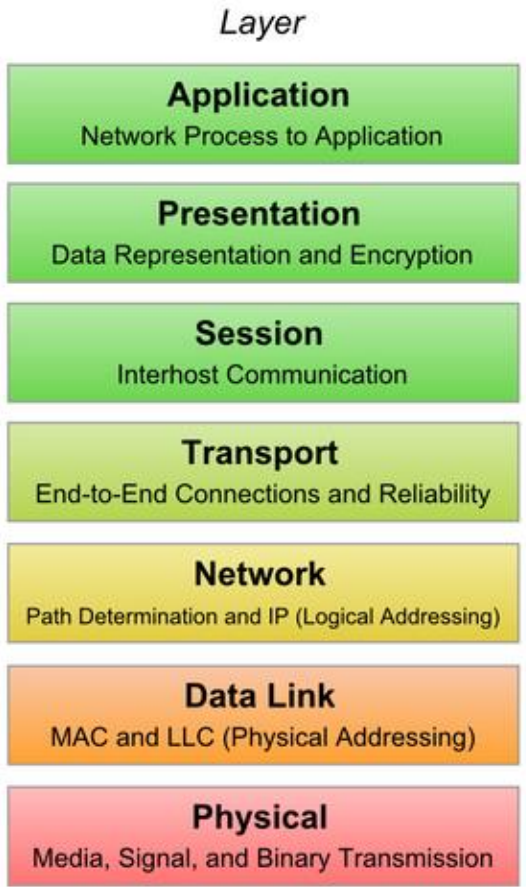 Layer
Application
Network Process to Application
Presentation
Data Representation and Encryption
Session
Interhost Communication
Transport
End-to-End Connections and Reliability
Network
Path Determination and IP (Logical Addressing)
Data Link
MAC and LLC (Physical Addressing)
Physical
Media, Signal, and Binary Transmission